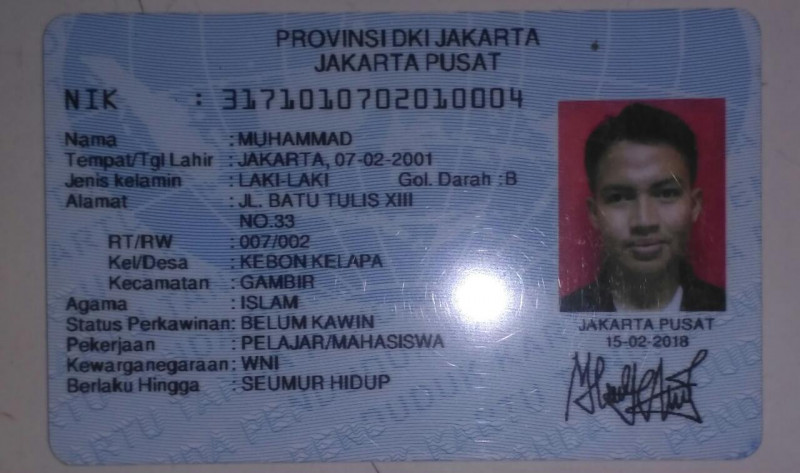 PROVINSI DKI JAKARTA
JAKARTA PUSAT
NIK : 3171010702010004
Nama : MUHAMMAD
Tempat/Tgl Lahir : JAKARTA, 07-02-2001
Jenis kelamin : LAKI-LAKI Gol. Darah :B
Alamat : JL. BATU TULIS XIII
NO.33
RT/RW : 007/002
Kel/Desa : KEBON KELAPA
Kecamatan : GAMBIR
Agama : ISLAM
Status Perkawinan: BELUM KAWIN
Pekerjaan : PELAJAR/MAHASISWA
Kewarganegaraan: WNI
Berlaku Hingga : SEUMUR HIDUP
JAKARTA PUSAT
15-02-2018